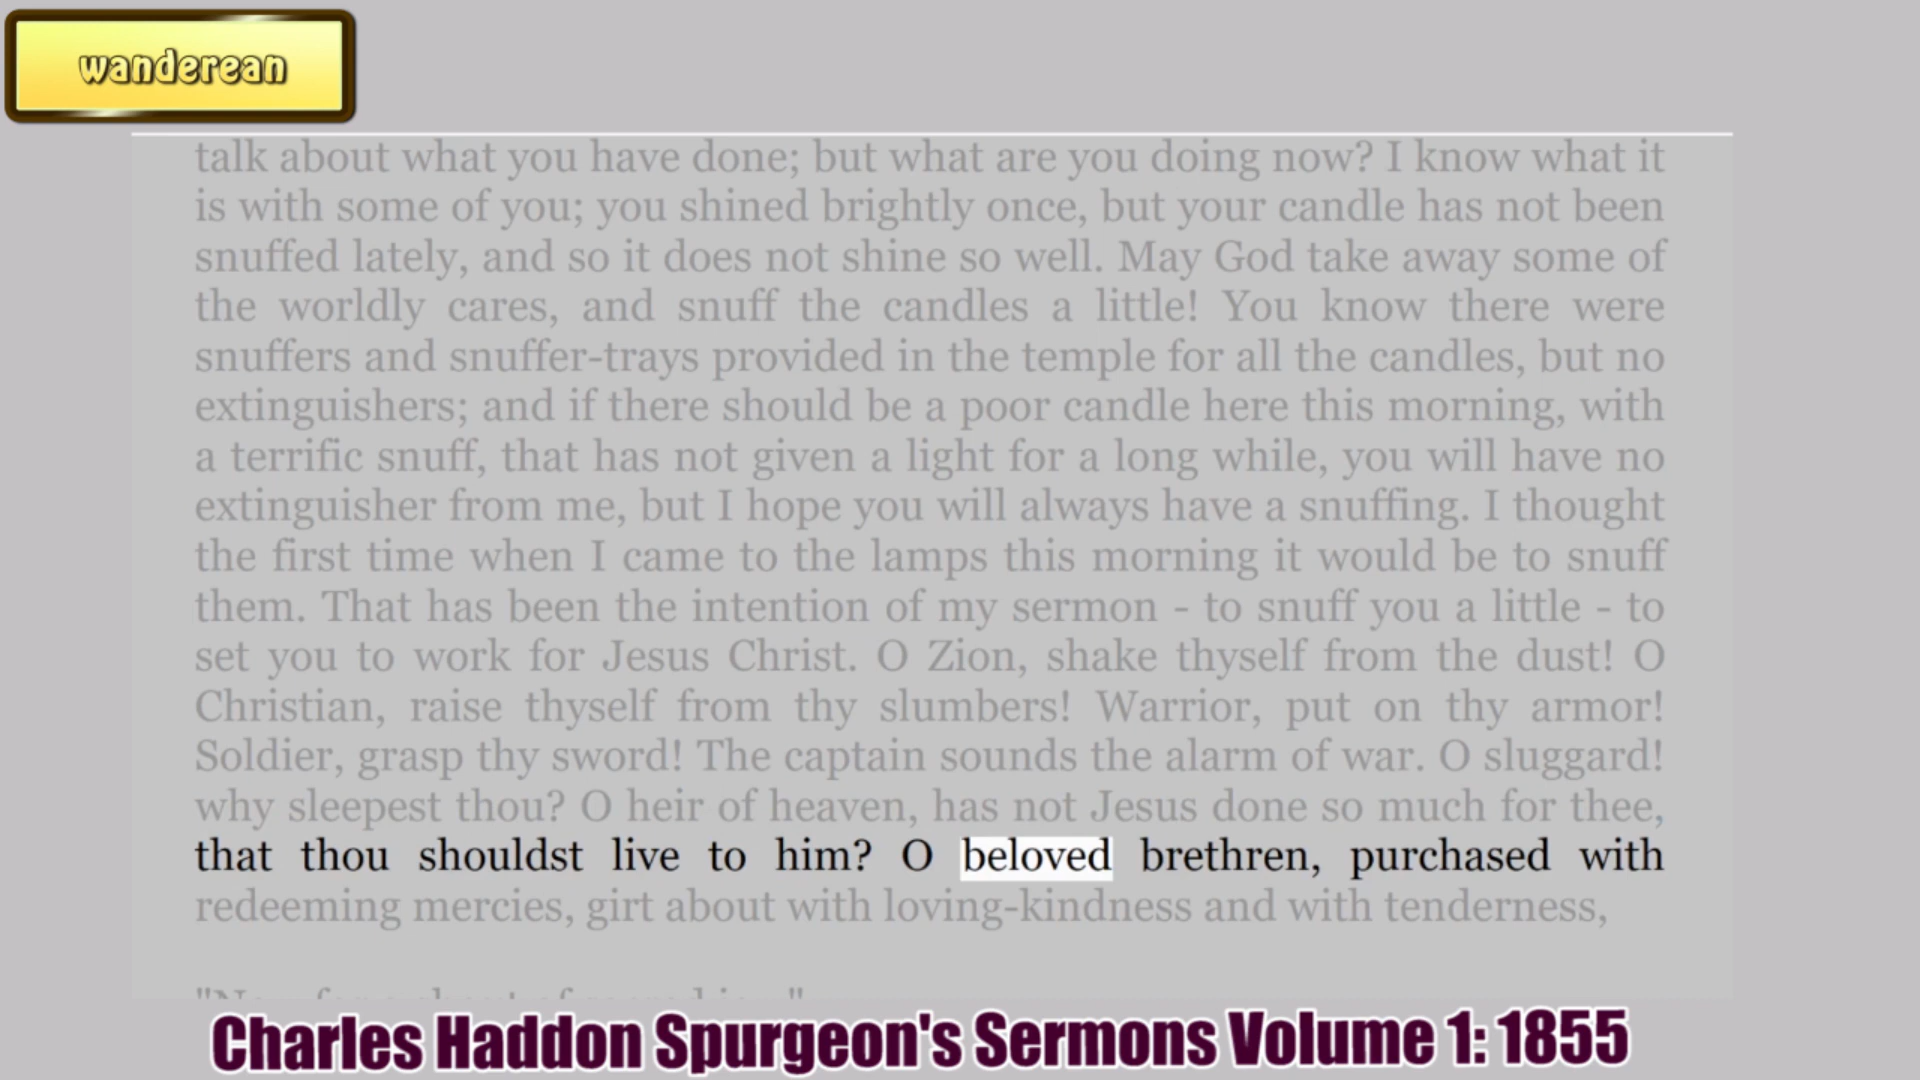 wanderean
talk about what you have done; but what are you doing now? I know what it
is with some of you; you shined brightly once, but your candle has not been
snuffed lately, and so it does not shine so well. May God take away some of
the worldly cares, and snuff the candles a little! You know there were
snuffers and snuffer-trays provided in the temple for all the candles, but no
extinguishers; and if there should be a poor candle here this morning, with
a terrific snuff, that has not given a light for a long while, you will have no
extinguisher from me, but I hope you will always have a snuffing. I thought
the first time when I came to the lamps this morning it would be to snuff
them. That has been the intention of my sermon - to snuff you a little - to
set you to work for Jesus Christ. O Zion, shake thyself from the dust! O
Christian, raise thyself from thy slumbers! Warrior, put on thy armor!
Soldier, grasp thy sword! The captain sounds the alarm of war. O sluggard!
why sleepest thou? O heir of heaven, has not Jesus done so much for thee,
that thou shouldst live to him? O beloved brethren, purchased with
redeeming mercies, girt about with loving-kindness and with tenderness,
Charles Haddon Spurgeon's Sermons Volume 1: 1855